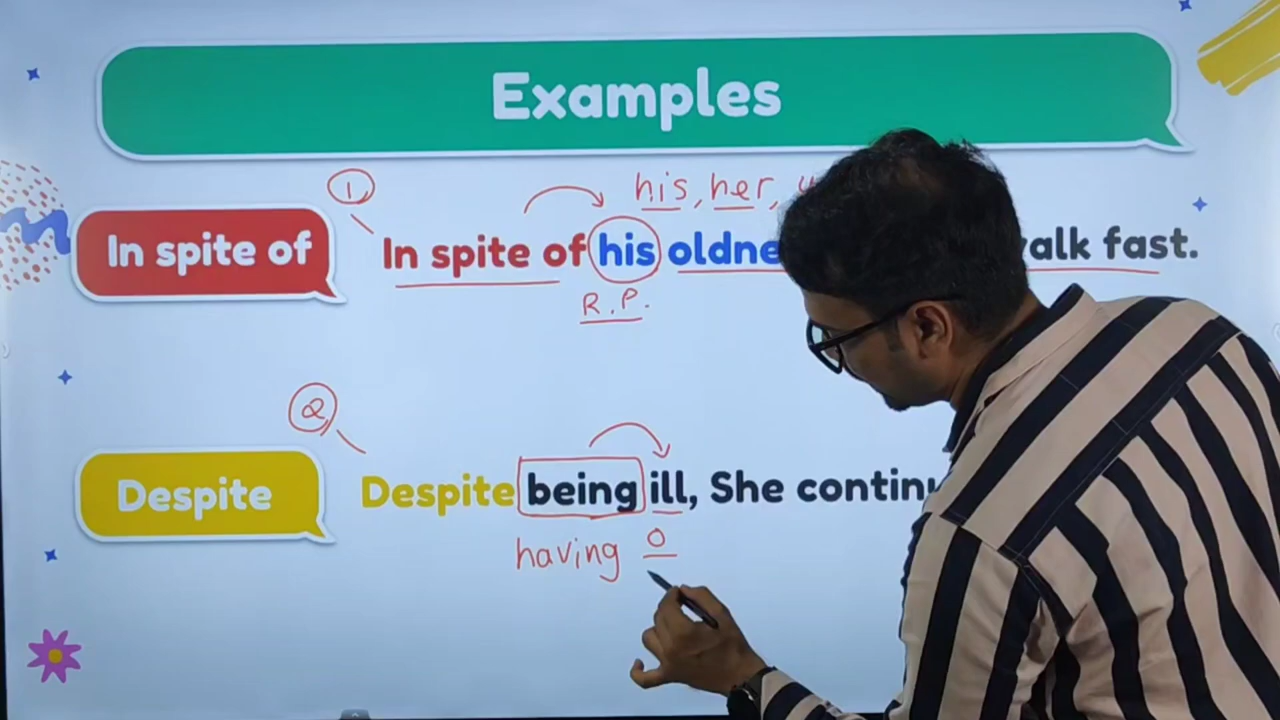 Examples
①
his, her,
In spite of
In spite of his oldne alk fast.
R.P.
②
Despite
Despite being ill, She continu
having O